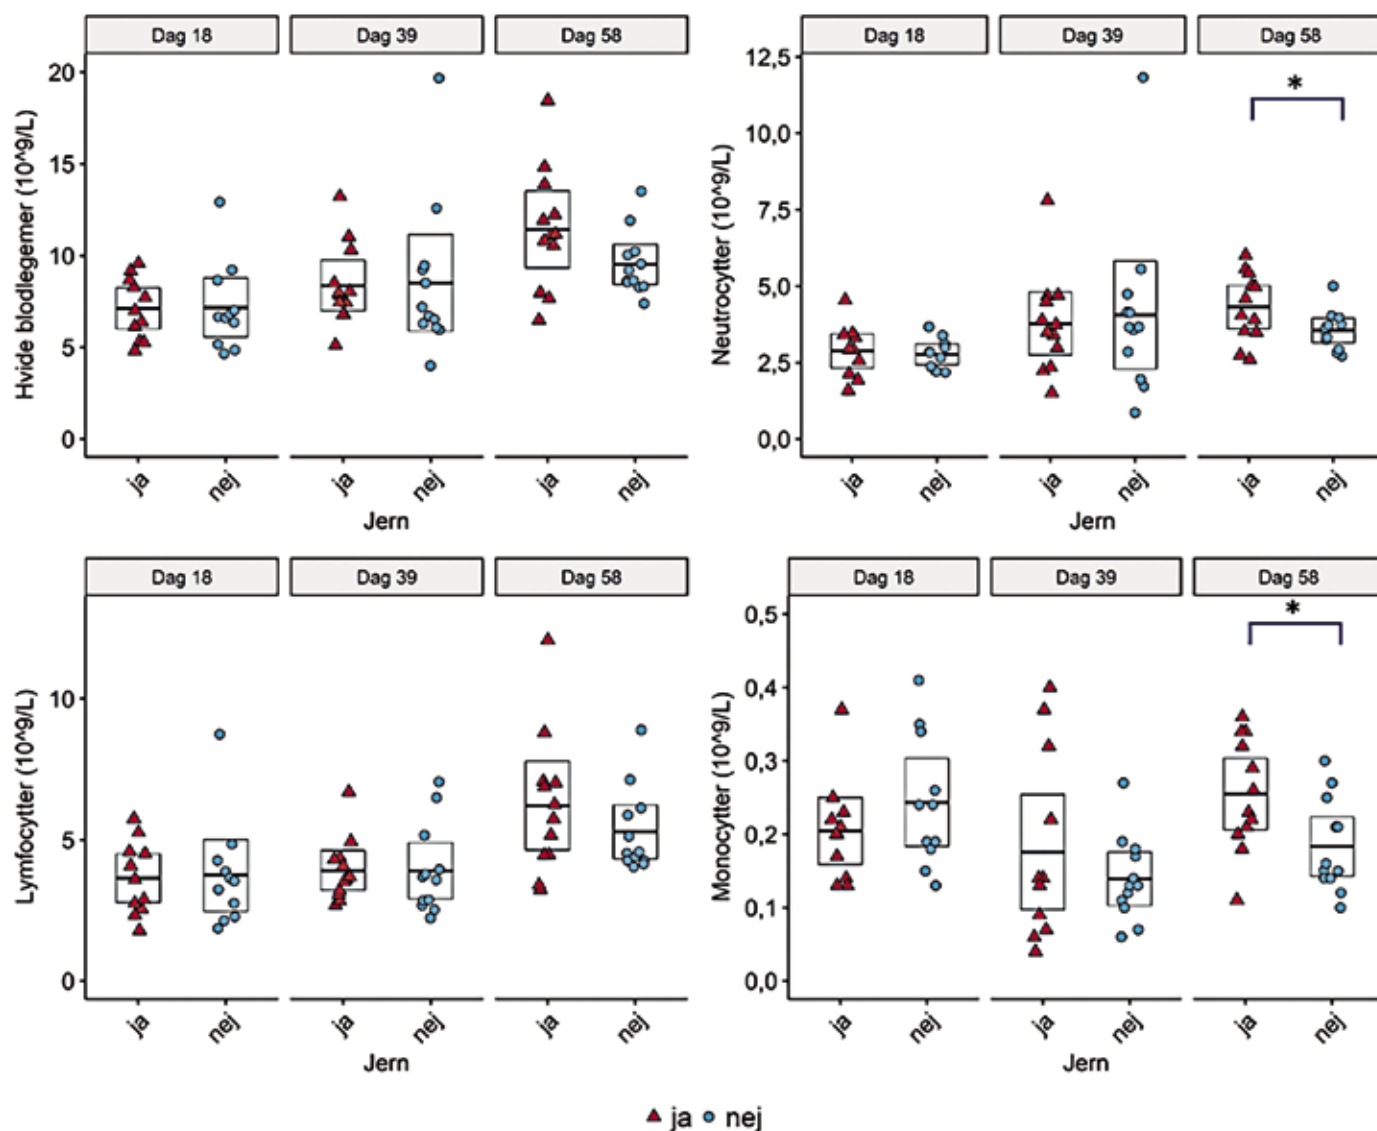 Dag 18 Dag 39 Dag 58
Hvide blodlegemer (10^9/L)
20
15
10
5
0
ja nej ja nej ja nej
Jern
Dag 18 Dag 39 Dag 58
Neutrocytter (10^9/L)
12,5
10,0
7,5
5,0
2,5
0,0
*
ja nej ja nej ja nej
Jern
Dag 18 Dag 39 Dag 58
Lymfocytter (10^9/L)
10
5
0
ja nej ja nej ja nej
Jern
Dag 18 Dag 39 Dag 58
Monocytter (10^9/L)
0,5
0,4
0,3
0,2
0,1
0,0
*
ja nej ja nej ja nej
Jern
ja nej